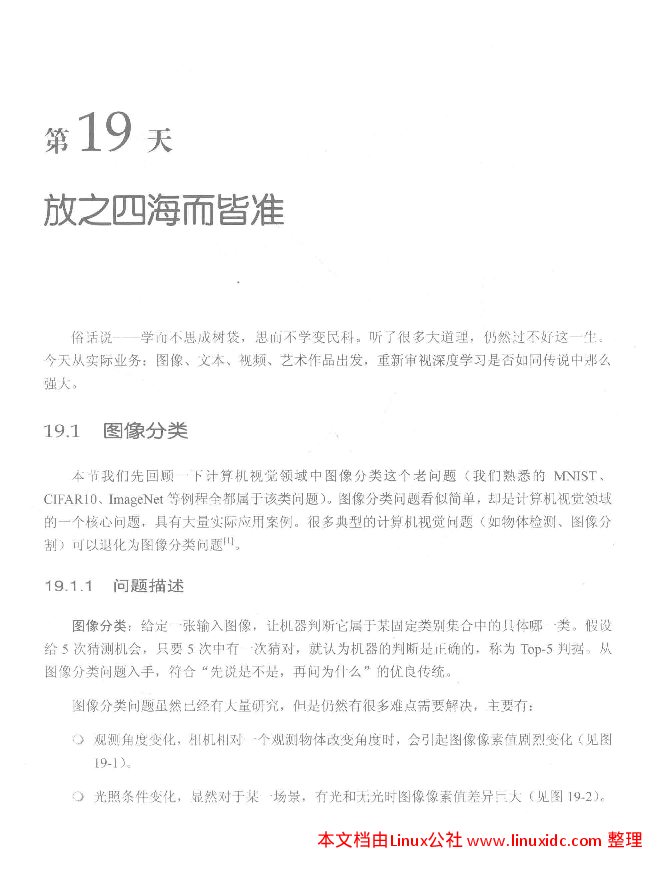 第 19 天
放之四海而皆准
俗话说——学而不思成树袋，思而不学变民科。听了很多大道理，仍然过不好这一生。
今天从实际业务：图像、文本、视频、艺术作品出发，重新审视深度学习是否如同传说中那么
强大。
19.1 图像分类
本节我们先回顾一下计算机视觉领域中图像分类这个老问题（我们熟悉的 MNIST、
CIFAR10、ImageNet 等例程全都属于该类问题）。图像分类问题看似简单，却是计算机视觉领域
的一个核心问题，具有大量实际应用案例。很多典型的计算机视觉问题（如物体检测、图像分
割）可以退化为图像分类问题[1]。
19.1.1 问题描述
图像分类：给定一张输入图像，让机器判断它属于某固定类别集合中的具体哪一类。假设
给 5 次猜测机会，只要 5 次中有一次猜对，就认为机器的判断是正确的，称为 Top-5 判据。从
图像分类问题入手，符合“先说是不是，再问为什么”的优良传统。
图像分类问题虽然已经有大量研究，但是仍然有很多难点需要解决，主要有：
❍ 观测角度变化，相机相对一个观测物体改变角度时，会引起图像像素值剧烈变化（见图
19-1）。
❍ 光照条件变化，显然对于某一场景，有光和无光时图像像素值差异巨大（见图 19-2）。
本文档由Linux公社 www.linuxidc.com 整理